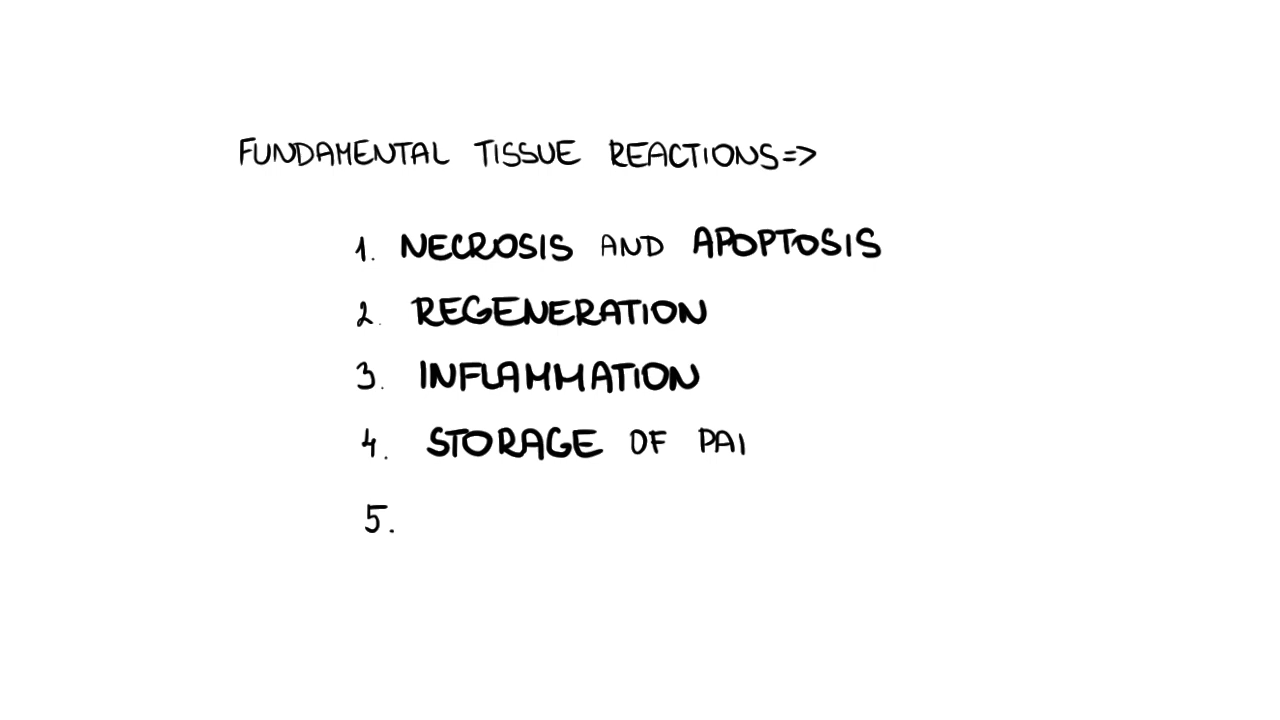 FUNDAMENTAL TISSUE REACTIONS=>
1. NECROSIS AND APOPTOSIS
2. REGENERATION
3. INFLAMMATION
4. STORAGE OF PAI
5.